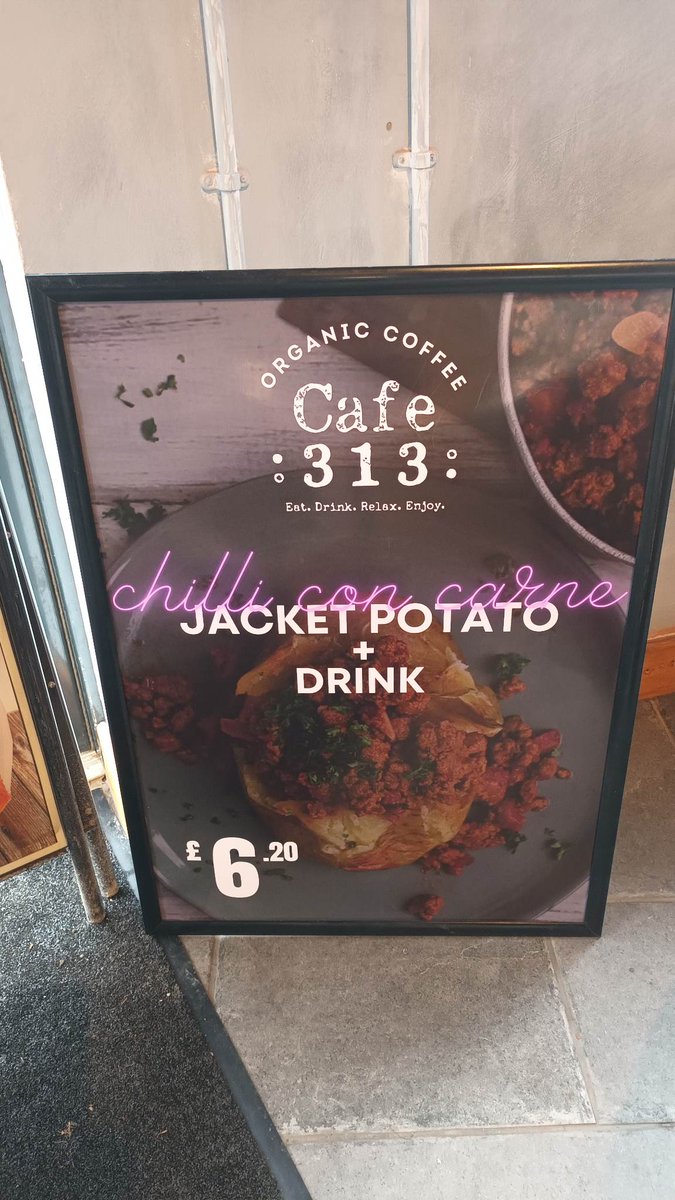 ORGANIC COFFEE
Cafe
:313:
Eat. Drink. Relax. Enjoy.
chilli con carne
JACKET POTATO
+
DRINK
£6.20